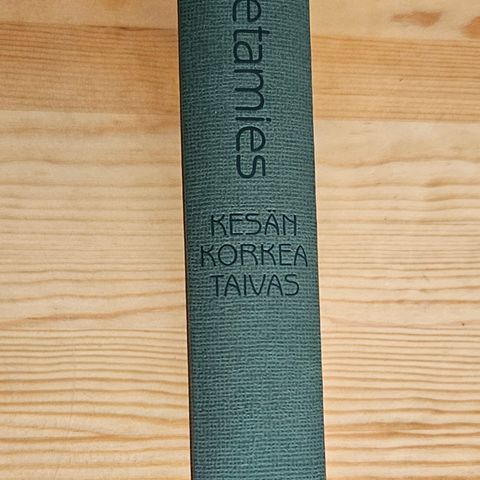 etamies
KESÄN
KORKEA
TAIVAS